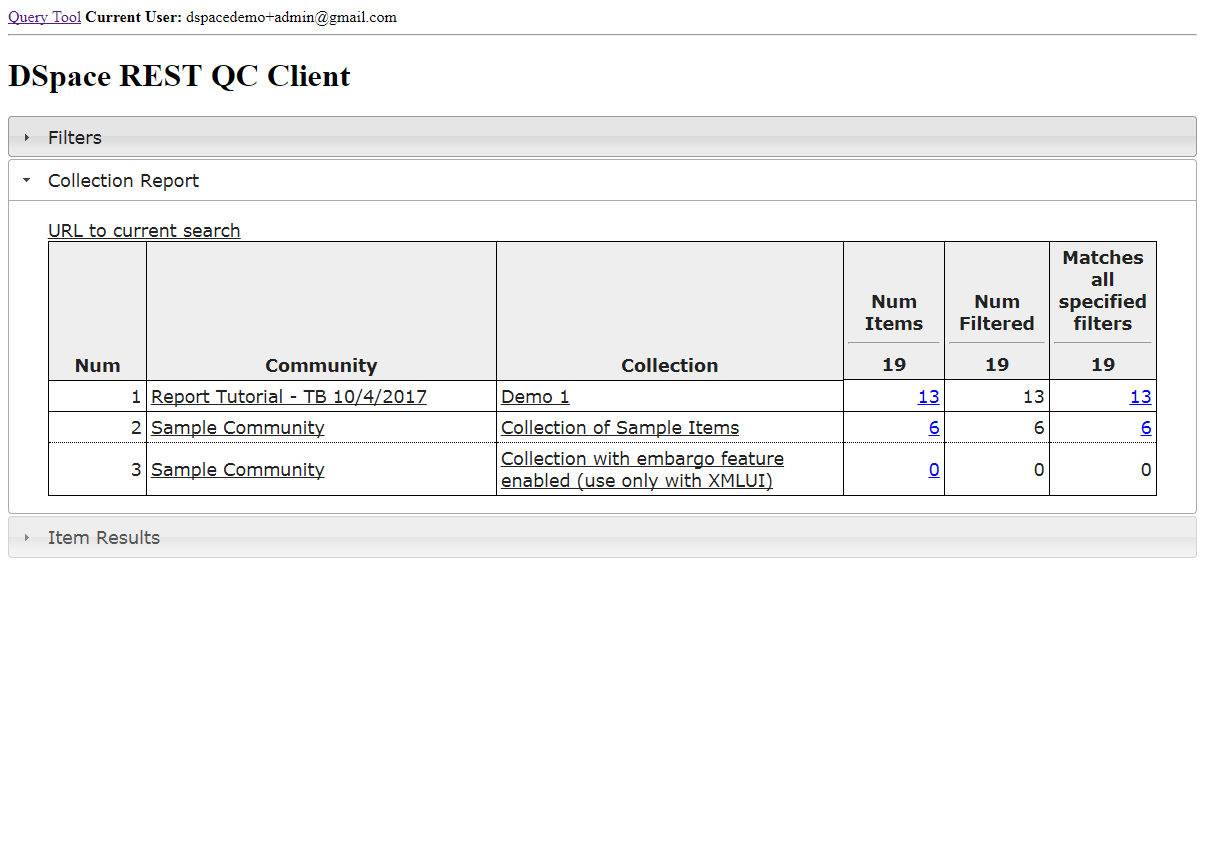 Query Tool Current User: dspacedemo+admin@gmail.com
DSpace REST QC Client
Filters
Collection Report
URL to current search
Num Community Collection Num Items Num Filtered Matches all specified filters
19 19 19
1 Report Tutorial - TB 10/4/2017 Demo 1 13 13 13
2 Sample Community Collection of Sample Items 6 6 6
3 Sample Community Collection with embargo feature enabled (use only with XMLUI) 0 0 0
Item Results